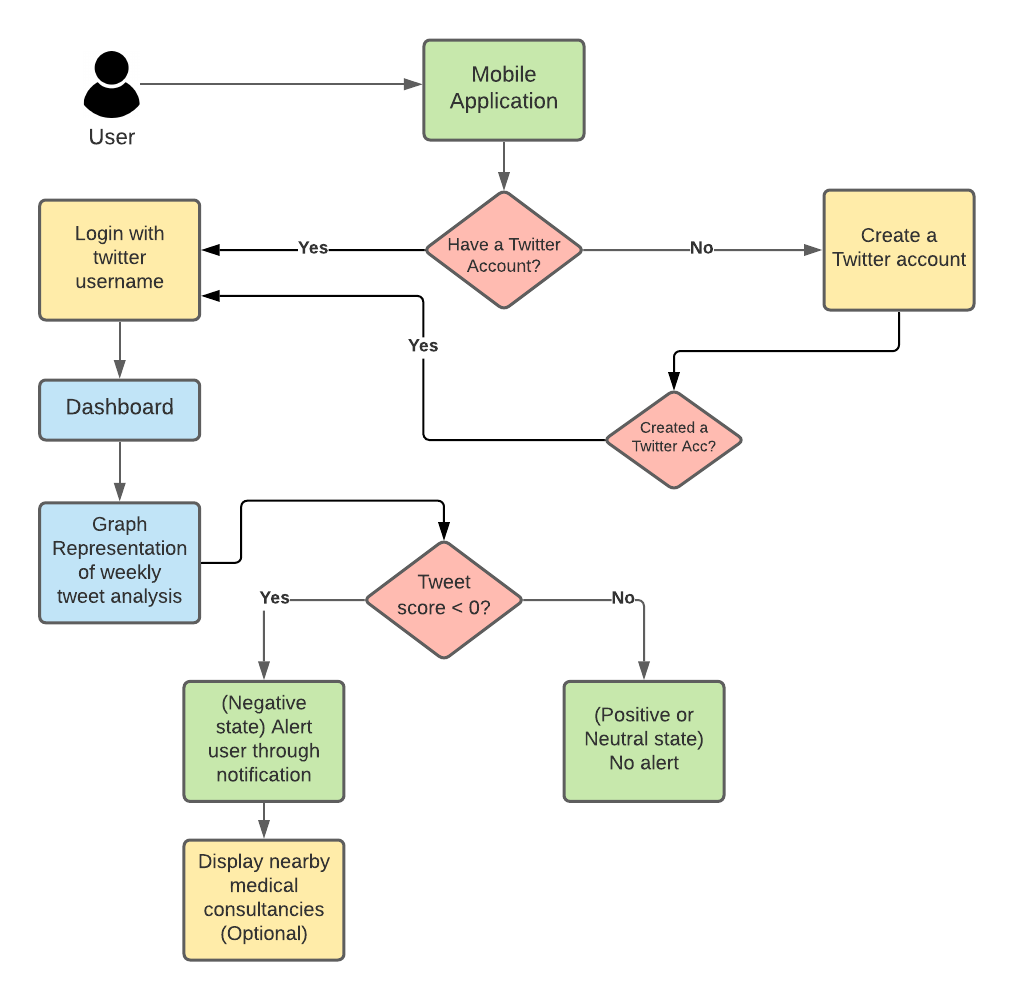 User
Mobile
Application
Have a Twitter
Account?
Yes
No
Login with
twitter
username
Create a
Twitter account
Yes
Created a
Twitter Acc?
Dashboard
Graph
Representation
of weekly
tweet analysis
Tweet
score < 0?
Yes
No
(Negative
state) Alert
user through
notification
(Positive or
Neutral state)
No alert
Display nearby
medical
consultancies
(Optional)